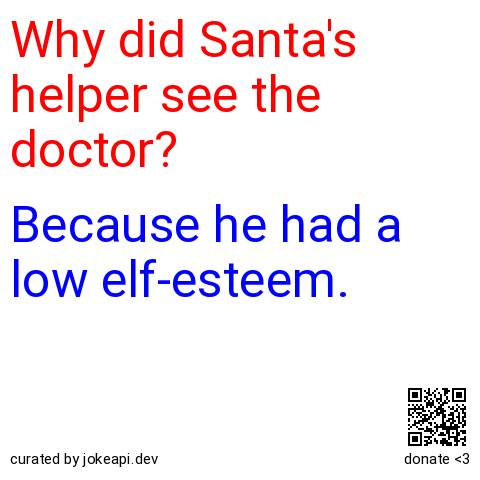 Why did Santa's
helper see the
doctor?
Because he had a
low elf-esteem.
curated by jokeapi.dev
donate <3